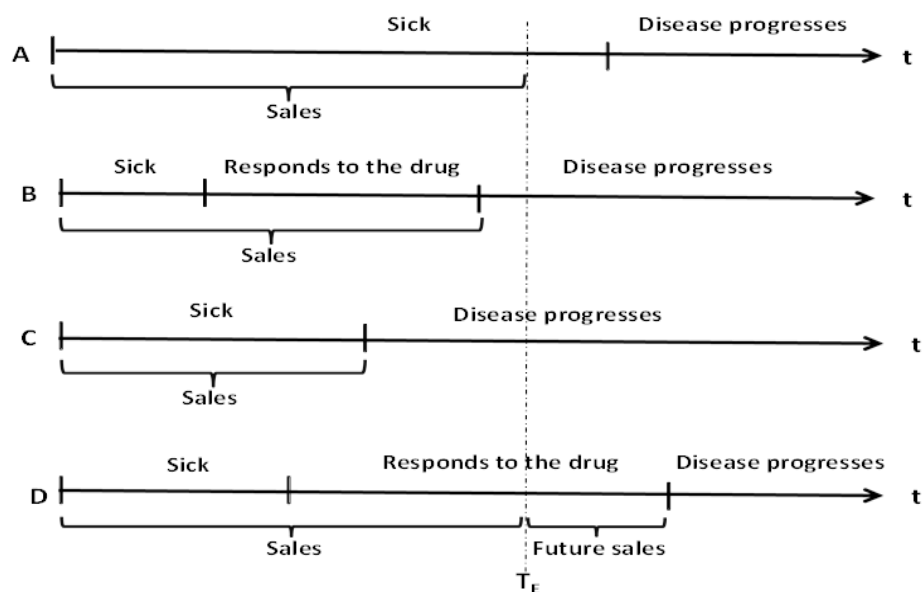 Sick Disease progresses
A t
Sales
Sick Responds to the drug Disease progresses
B t
Sales
Sick Disease progresses
C t
Sales
Sick Responds to the drug Disease progresses
D t
Sales Future sales
T_E